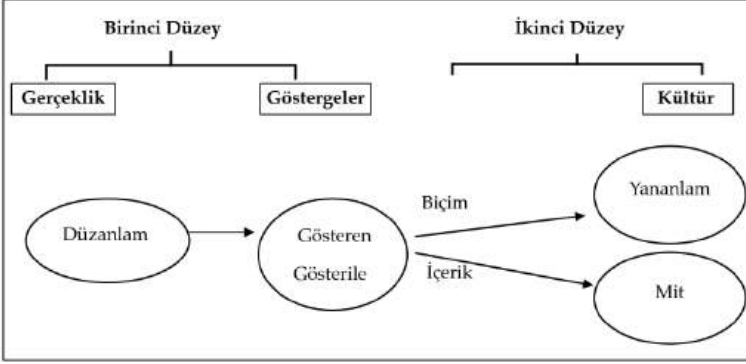 Birinci Düzey
İkinci Düzey
Gerçeklik
Göstergeler
Kültür
Düzanlam
Gösteren
Gösterile
Biçim
İçerik
Yananlam
Mit